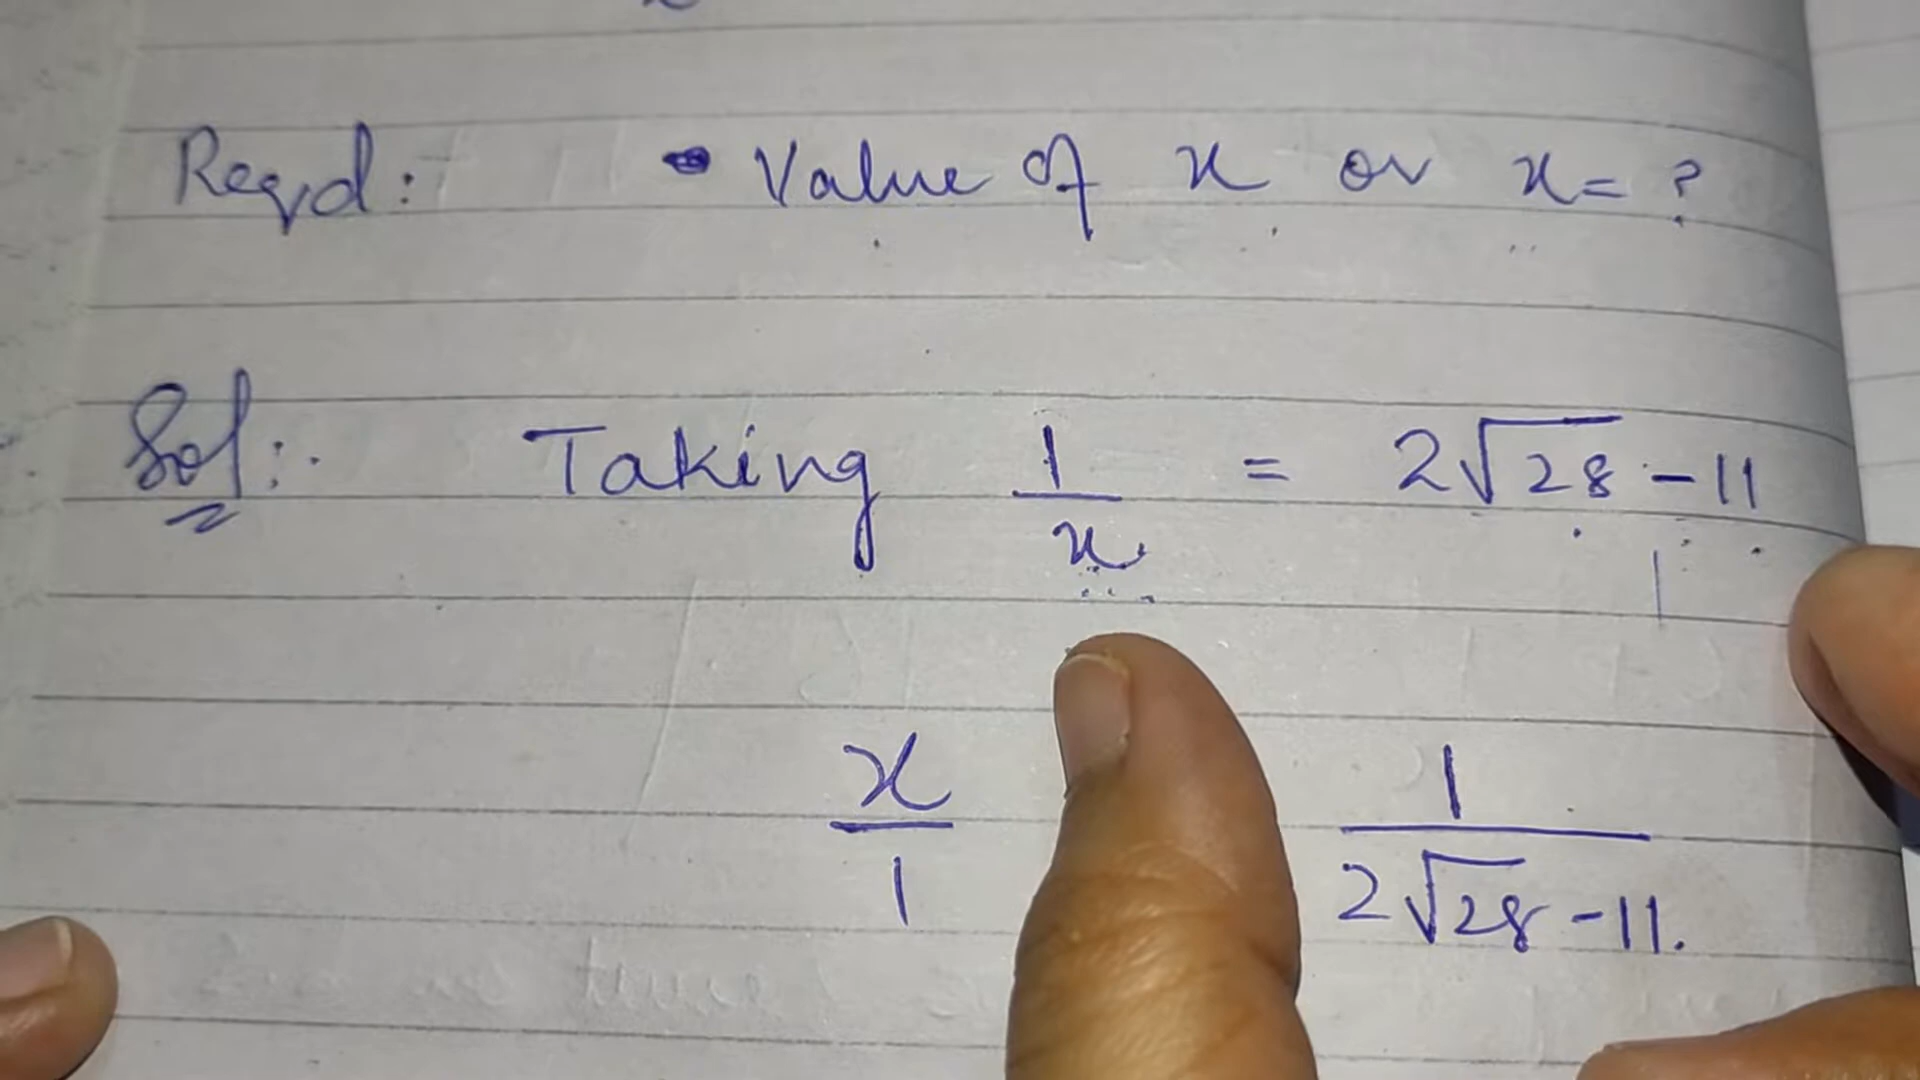 Reqd: Value of x or x = ?
Sol: Taking 1/x = 2√28 - 11
x/1 1/(2√28 - 11).